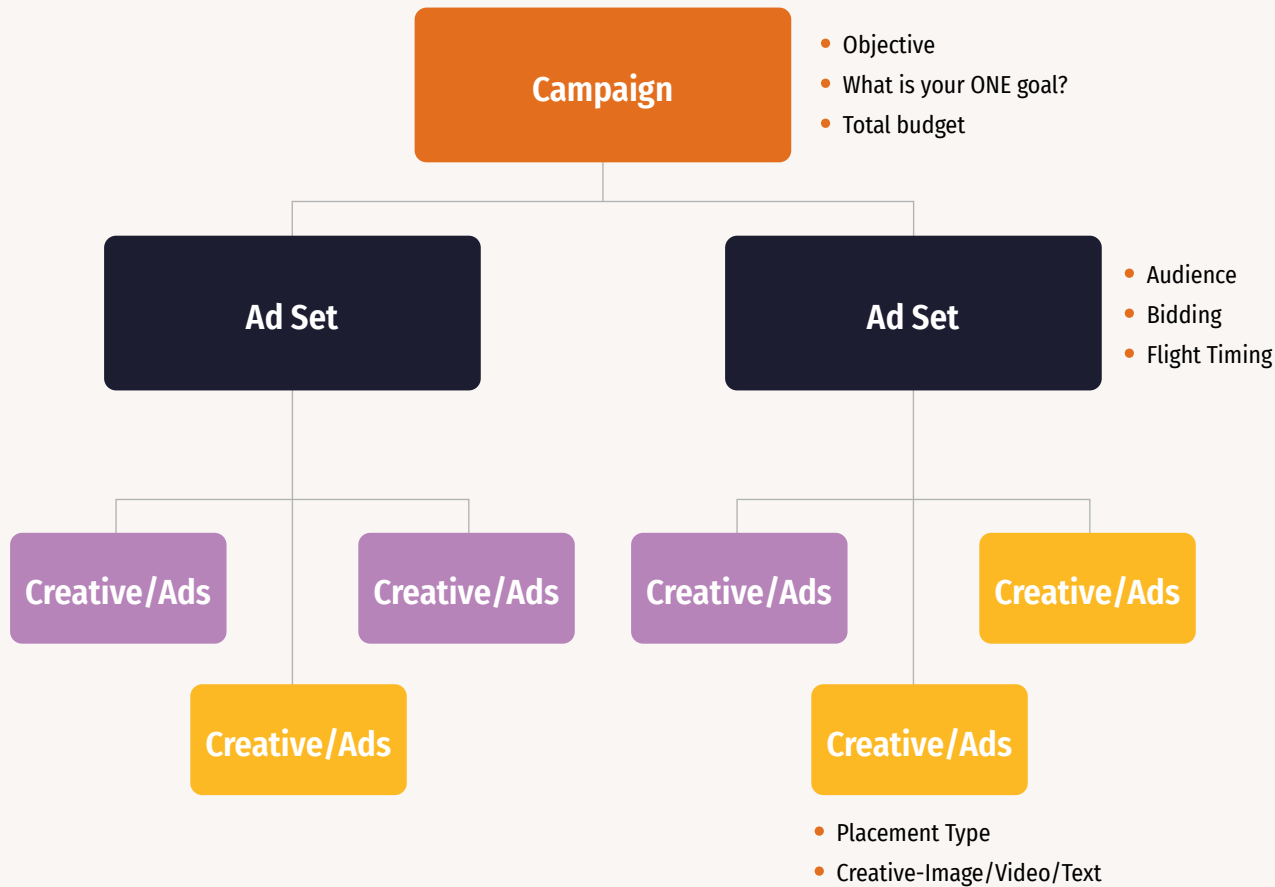 Campaign
• Objective
• What is your ONE goal?
• Total budget
Ad Set
Ad Set
• Audience
• Bidding
• Flight Timing
Creative/Ads
Creative/Ads
Creative/Ads
Creative/Ads
Creative/Ads
Creative/Ads
• Placement Type
• Creative-Image/Video/Text